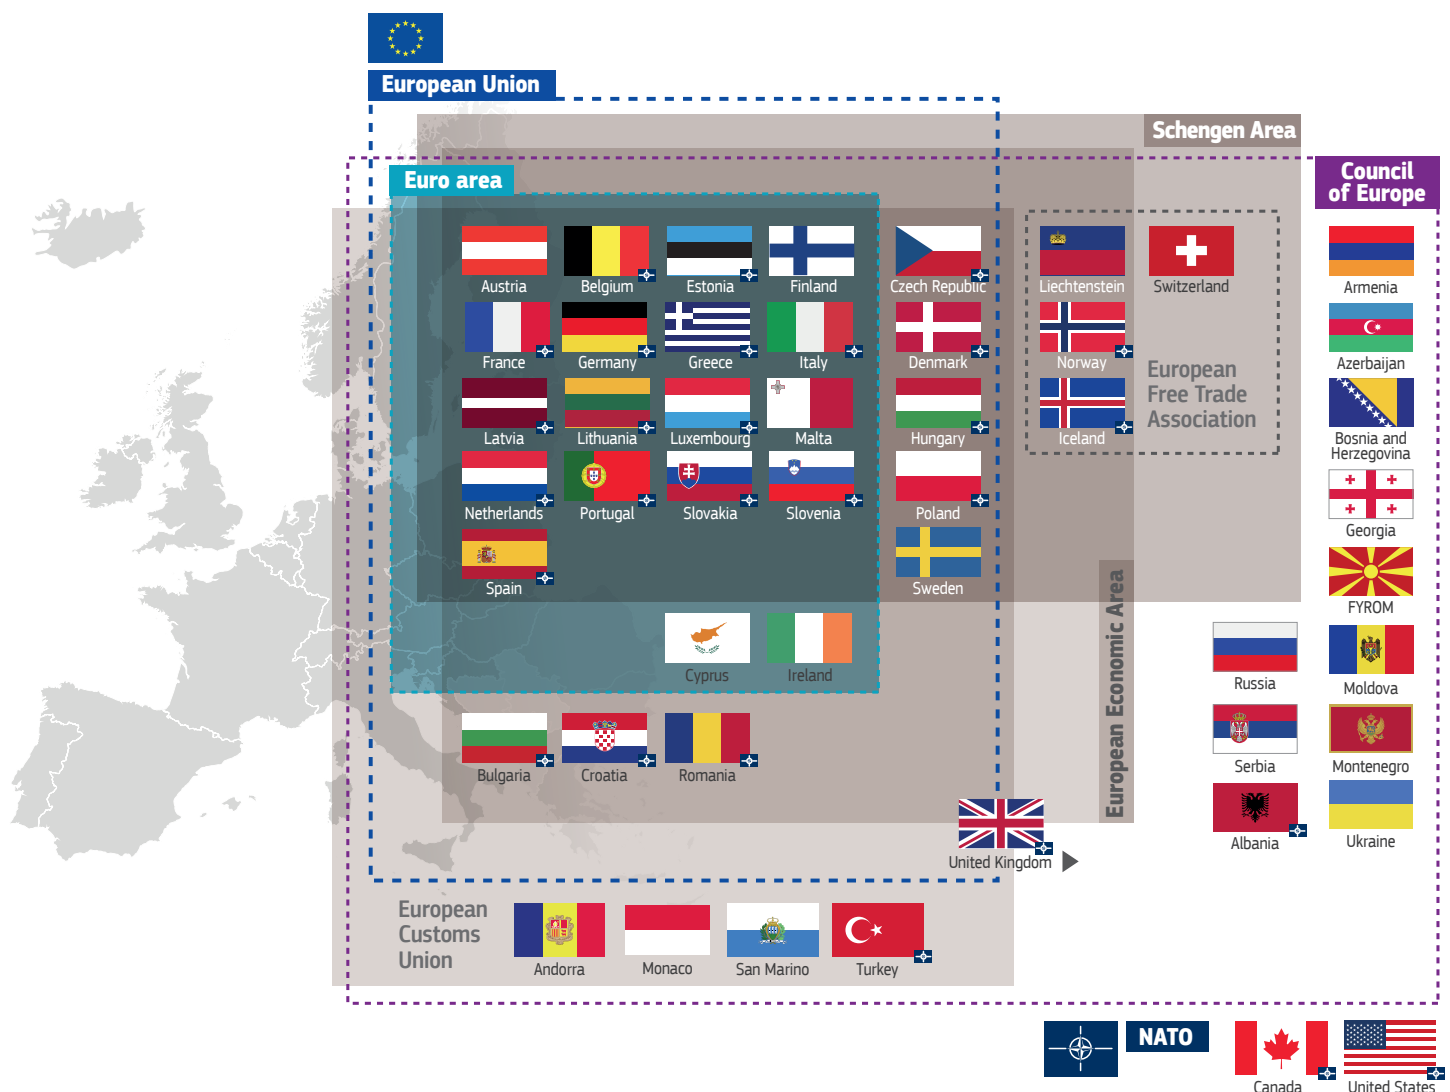 European Union
Schengen Area
Council
of Europe
Euro area
Austria
Belgium
Estonia
Finland
Czech Republic
Liechtenstein
Switzerland
Armenia
France
Germany
Greece
Italy
Denmark
Norway
European
Free Trade
Association
Azerbaijan
Latvia
Lithuania
Luxembourg
Malta
Hungary
Iceland
Bosnia and
Herzegovina
Netherlands
Portugal
Slovakia
Slovenia
Poland
Georgia
Spain
Sweden
European Economic Area
FYROM
Cyprus
Ireland
Russia
Moldova
Bulgaria
Croatia
Romania
Serbia
Montenegro
United Kingdom
Albania
Ukraine
European
Customs
Union
Andorra
Monaco
San Marino
Turkey
NATO
Canada
United States